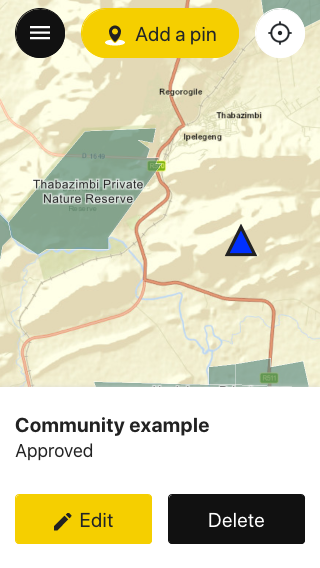 Add a pin
Regorogile
Thabazimbi
Ipelegeng
Thabazimbi Private
Nature Reserve
Community example
Approved
Edit
Delete